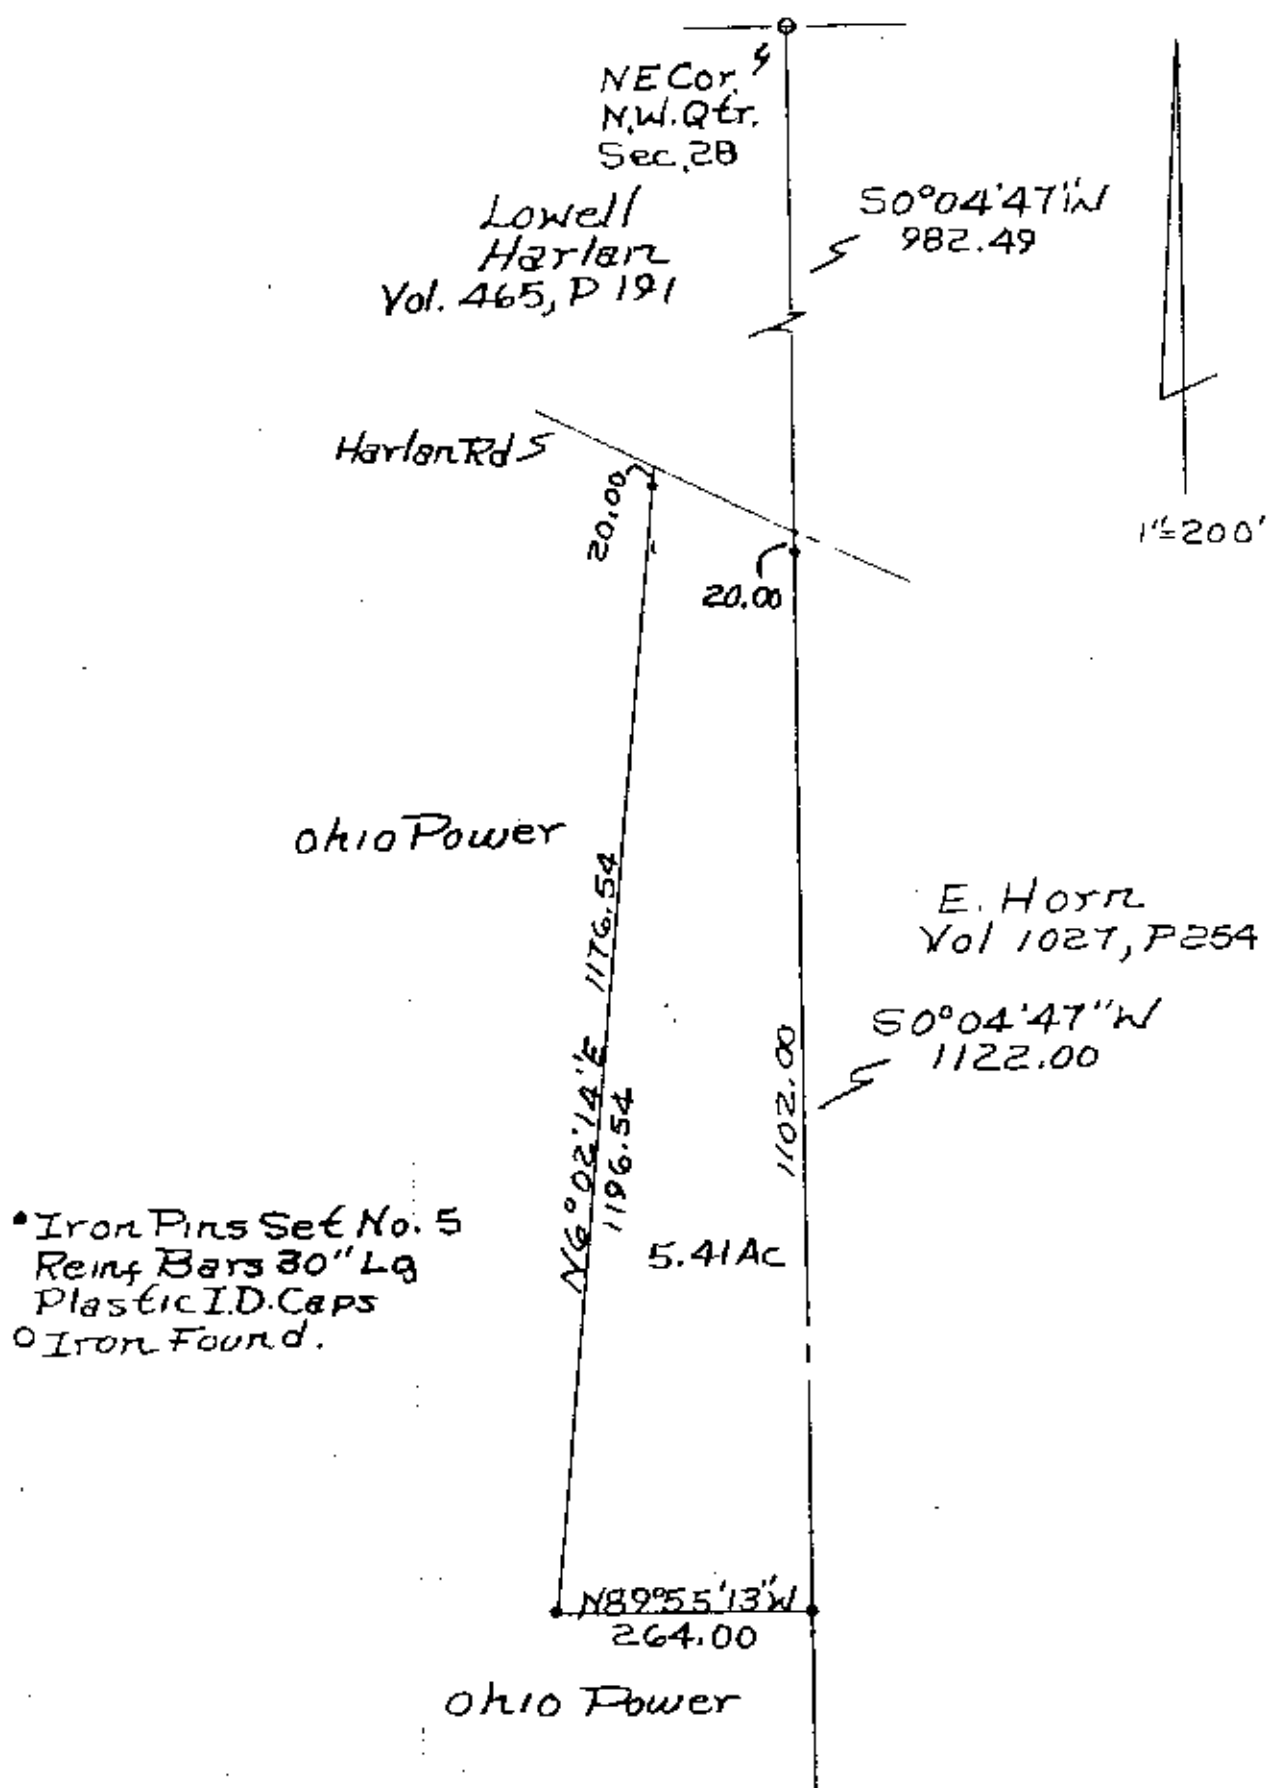 NE Cor.
N.W. Qtr.
Sec. 28
Lowell
Harlan
Vol. 465, P 191
S0°04'47"W
982.49
Harlan Rd
20.00
20.00
1"=200'
Ohio Power
1176.54
N6°02'14"E
1196.54
E. Horn
Vol 1027, P254
S0°04'47"W
1122.00
1102.00
5.41 Ac
Iron Pins Set No. 5
Reinf Bars 30" Lg
Plastic I.D. Caps
Iron Found.
N89°55'13"W
264.00
Ohio Power